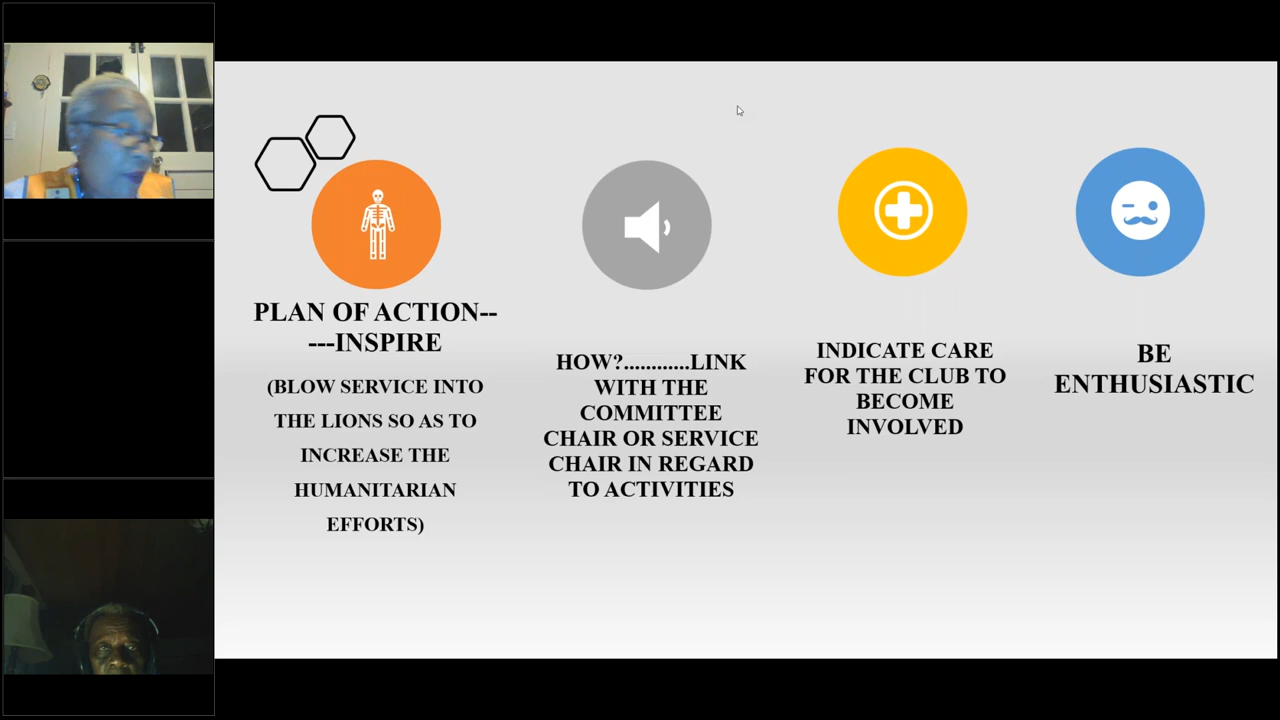 PLAN OF ACTION--
---INSPIRE
(BLOW SERVICE INTO
THE LIONS SO AS TO
INCREASE THE
HUMANITARIAN
EFFORTS)
HOW?............LINK
WITH THE
COMMITTEE
CHAIR OR SERVICE
CHAIR IN REGARD
TO ACTIVITIES
INDICATE CARE
FOR THE CLUB TO
BECOME
INVOLVED
BE
ENTHUSIASTIC